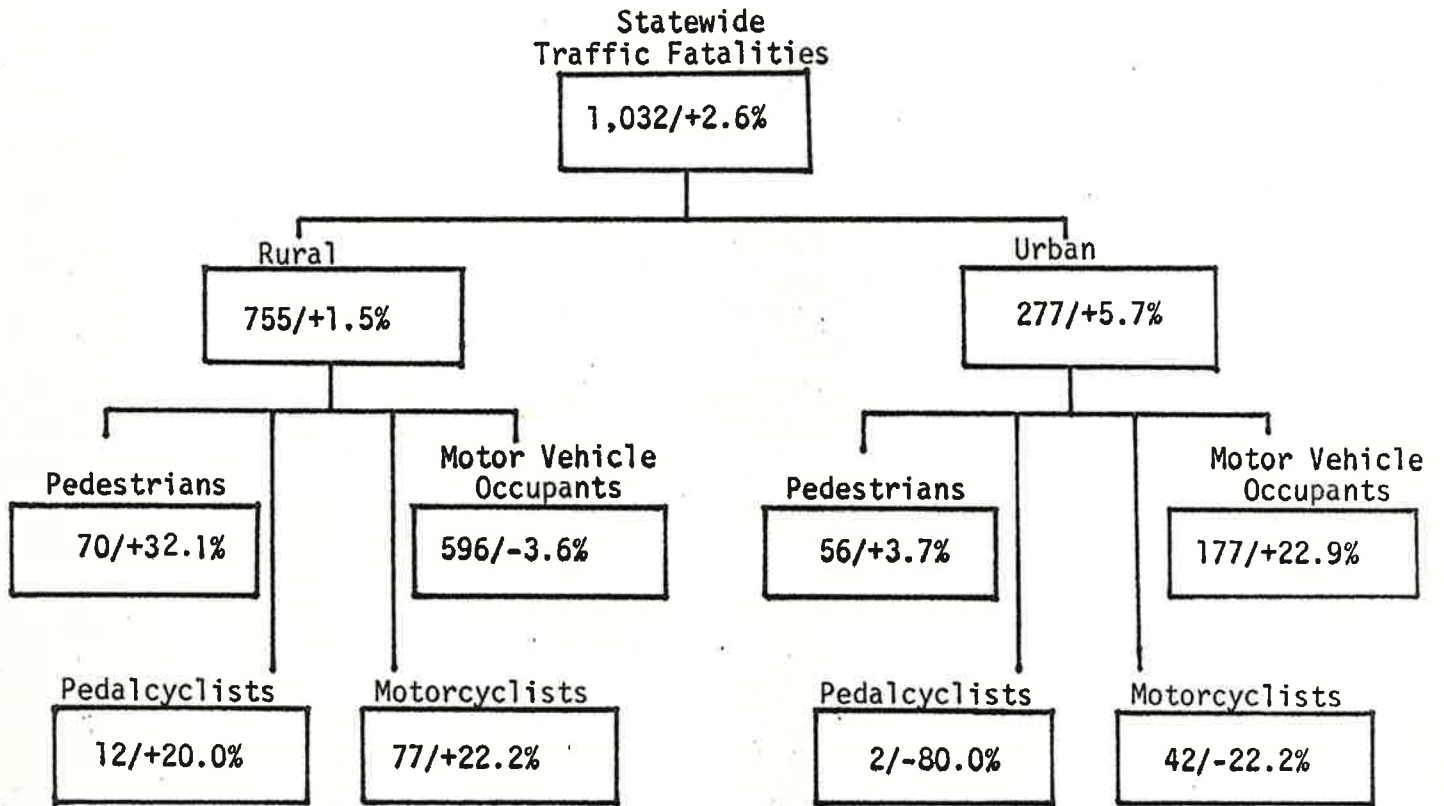 Statewide
Traffic Fatalities
1,032/+2.6%
Rural
755/+1.5%
Urban
277/+5.7%
Pedestrians
70/+32.1%
Motor Vehicle
Occupants
596/-3.6%
Pedestrians
56/+3.7%
Motor Vehicle
Occupants
177/+22.9%
Pedalcyclists
12/+20.0%
Motorcyclists
77/+22.2%
Pedalcyclists
2/-80.0%
Motorcyclists
42/-22.2%